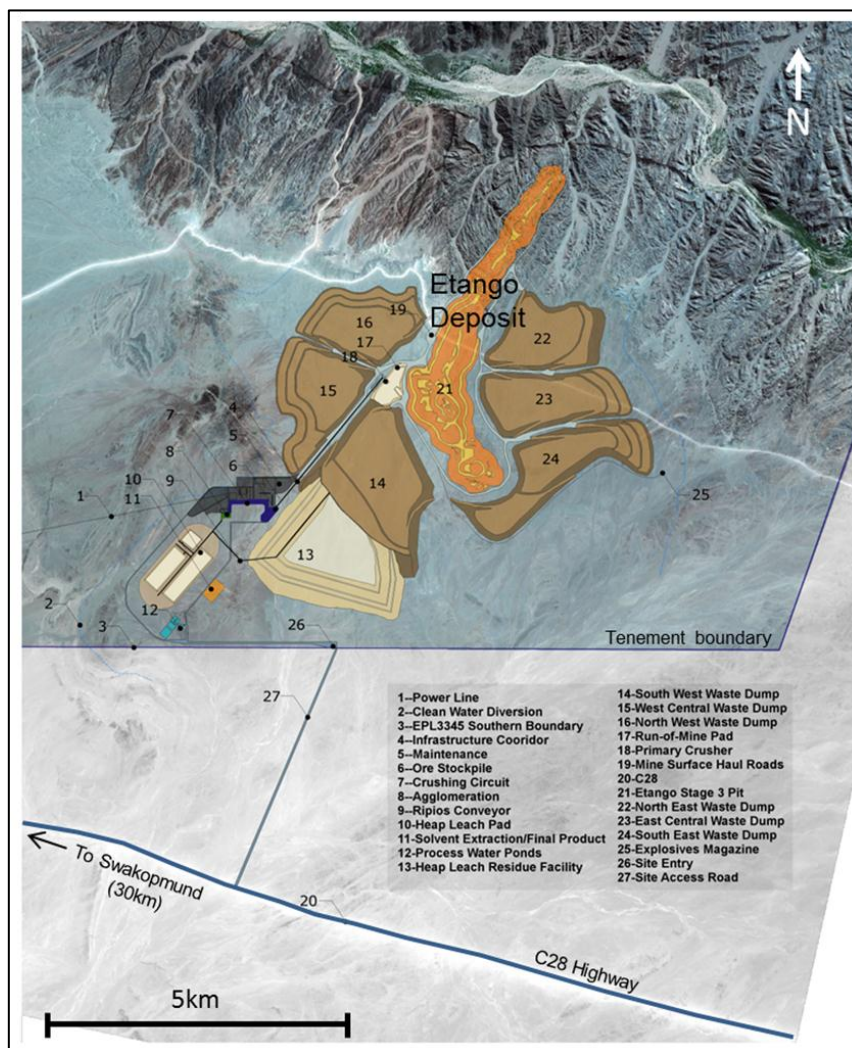 N
Etango
Deposit
19
16
17
18
22
15
21
23
7
4
8
5
24
10
9
6
14
11
1
25
13
12
2
3
26
Tenement boundary
27
1--Power Line
2--Clean Water Diversion
3--EPL3345 Southern Boundary
4--Infrastructure Cooridor
5--Maintenance
6--Ore Stockpile
7--Crushing Circuit
8--Agglomeration
9--Ripios Conveyor
10-Heap Leach Pad
11-Solvent Extraction/Final Product
12-Process Water Ponds
13-Heap Leach Residue Facility
14-South West Waste Dump
15-West Central Waste Dump
16-North West Waste Dump
17-Run-of-Mine Pad
18-Primary Crusher
19-Mine Surface Haul Roads
20-C28
21-Etango Stage 3 Pit
22-North East Waste Dump
23-East Central Waste Dump
24-South East Waste Dump
25-Explosives Magazine
26-Site Entry
27-Site Access Road
To Swakopmund
(30km)
20
C28 Highway
5km